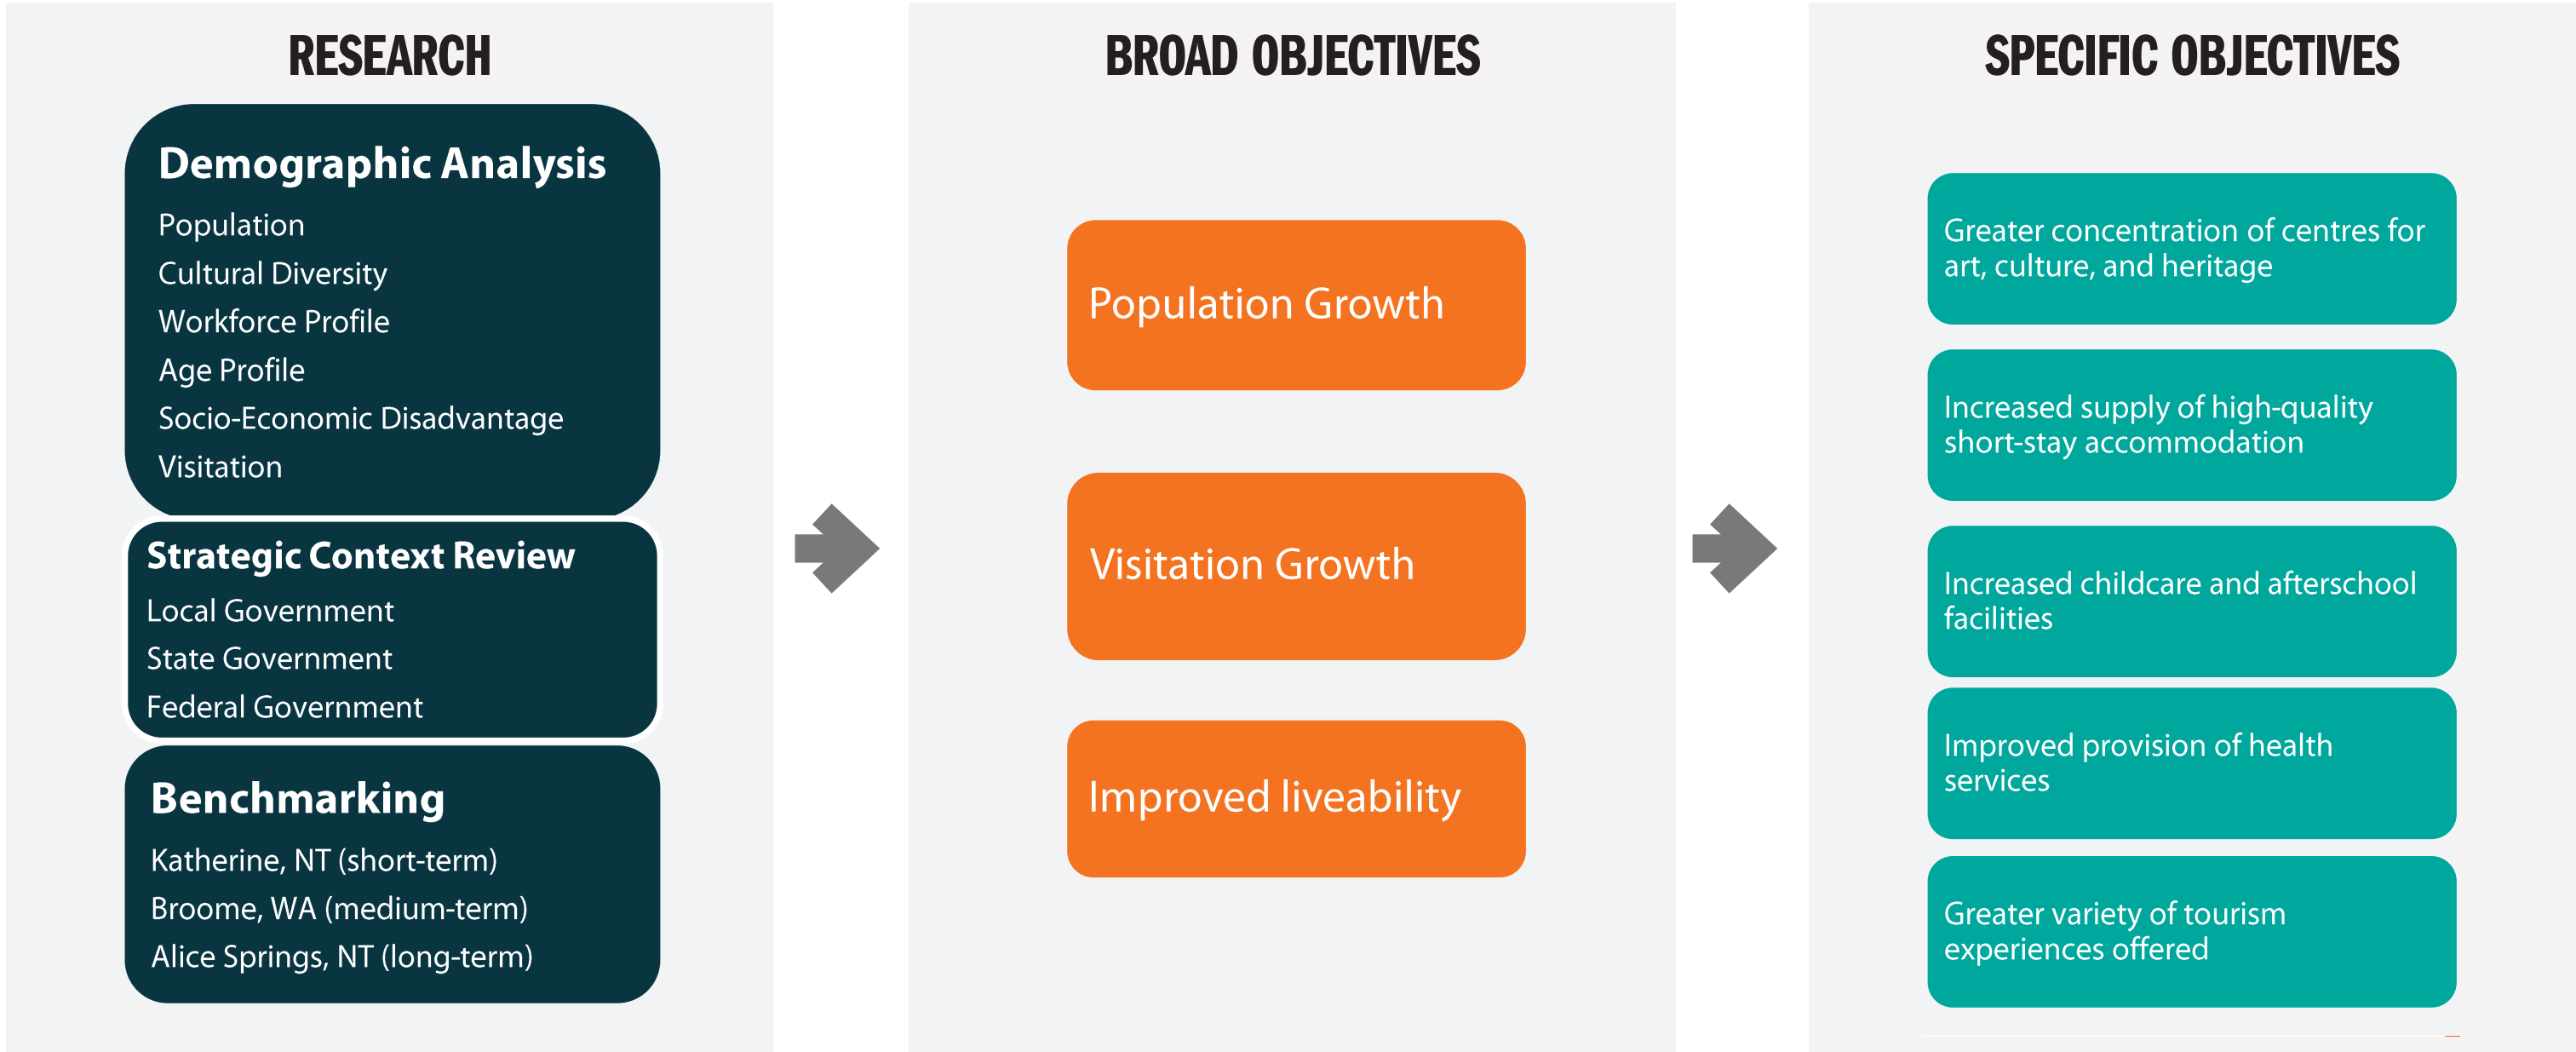 RESEARCH
Demographic Analysis
Population
Cultural Diversity
Workforce Profile
Age Profile
Socio-Economic Disadvantage
Visitation
Strategic Context Review
Local Government
State Government
Federal Government
Benchmarking
Katherine, NT (short-term)
Broome, WA (medium-term)
Alice Springs, NT (long-term)
BROAD OBJECTIVES
Population Growth
Visitation Growth
Improved liveability
SPECIFIC OBJECTIVES
Greater concentration of centres for
art, culture, and heritage
Increased supply of high-quality
short-stay accommodation
Increased childcare and afterschool
facilities
Improved provision of health
services
Greater variety of tourism
experiences offered